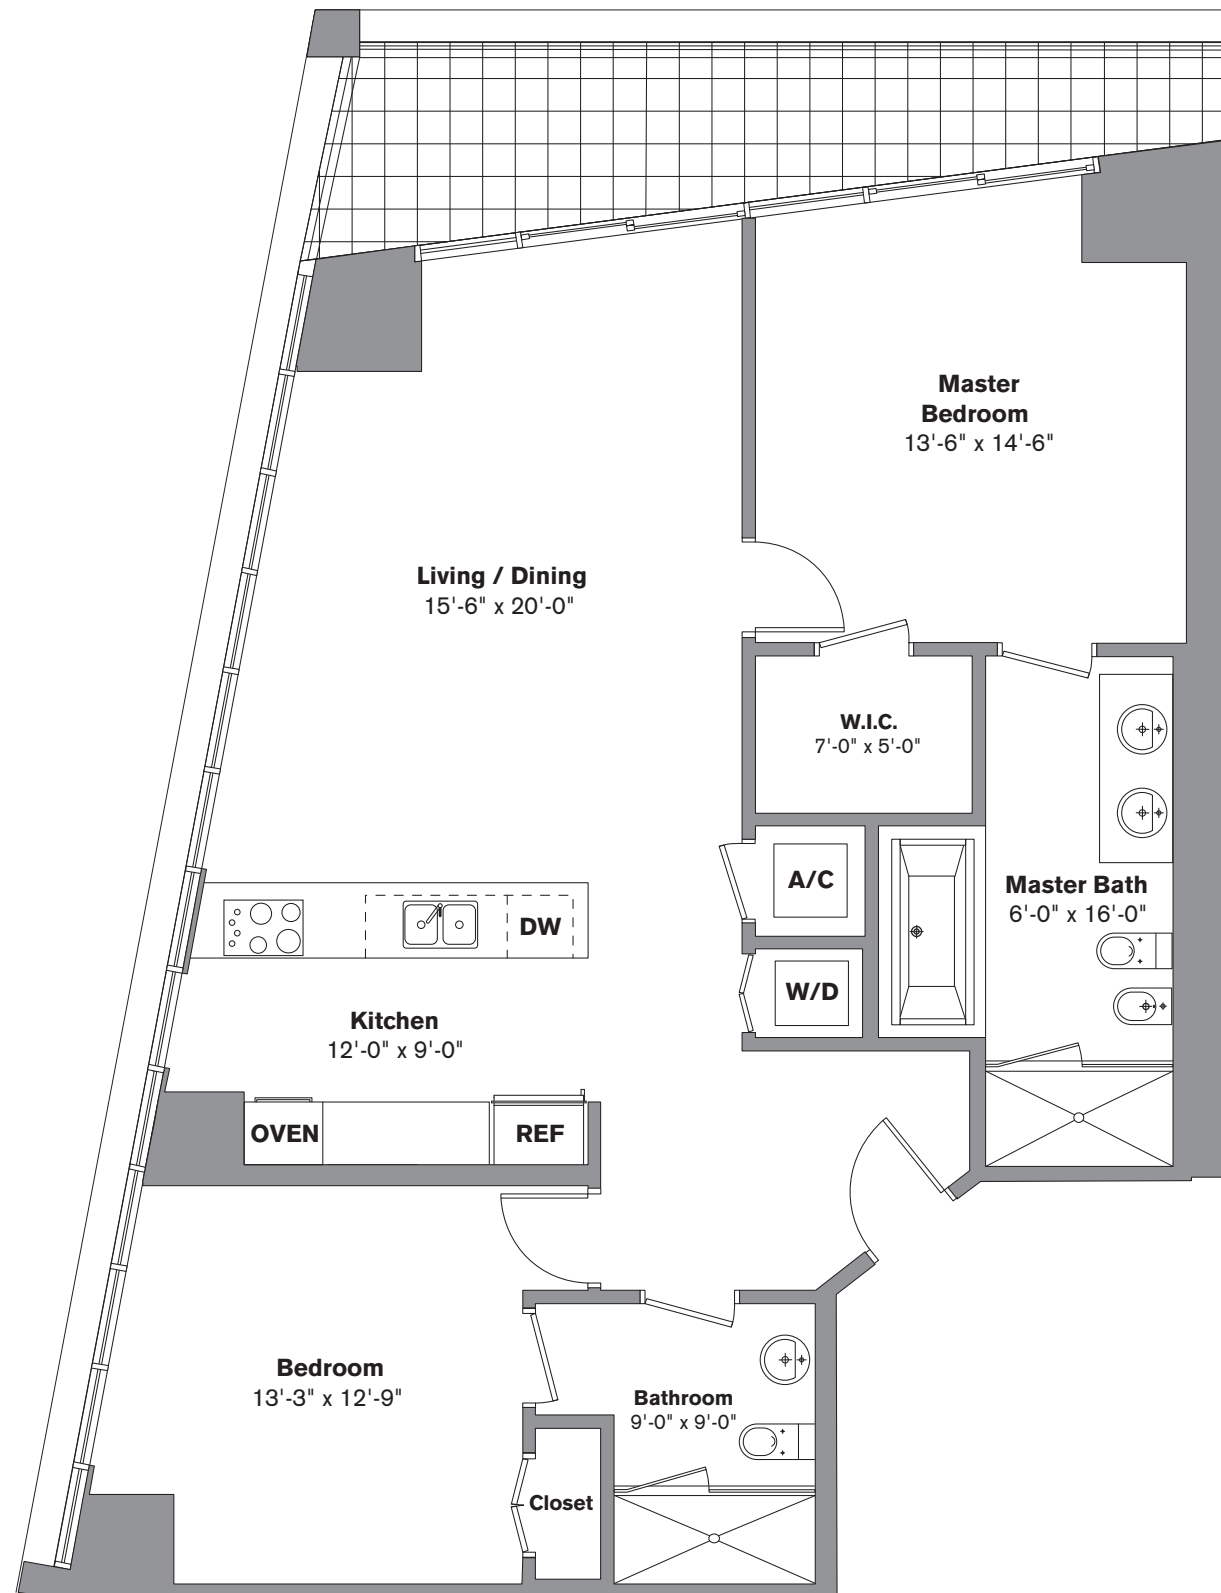 Master
Bedroom
13'-6" x 14'-6"
Living / Dining
15'-6" x 20'-0"
W.I.C.
7'-0" x 5'-0"
A/C
Master Bath
6'-0" x 16'-0"
DW
W/D
Kitchen
12'-0" x 9'-0"
OVEN
REF
Bedroom
13'-3" x 12'-9"
Bathroom
9'-0" x 9'-0"
Closet